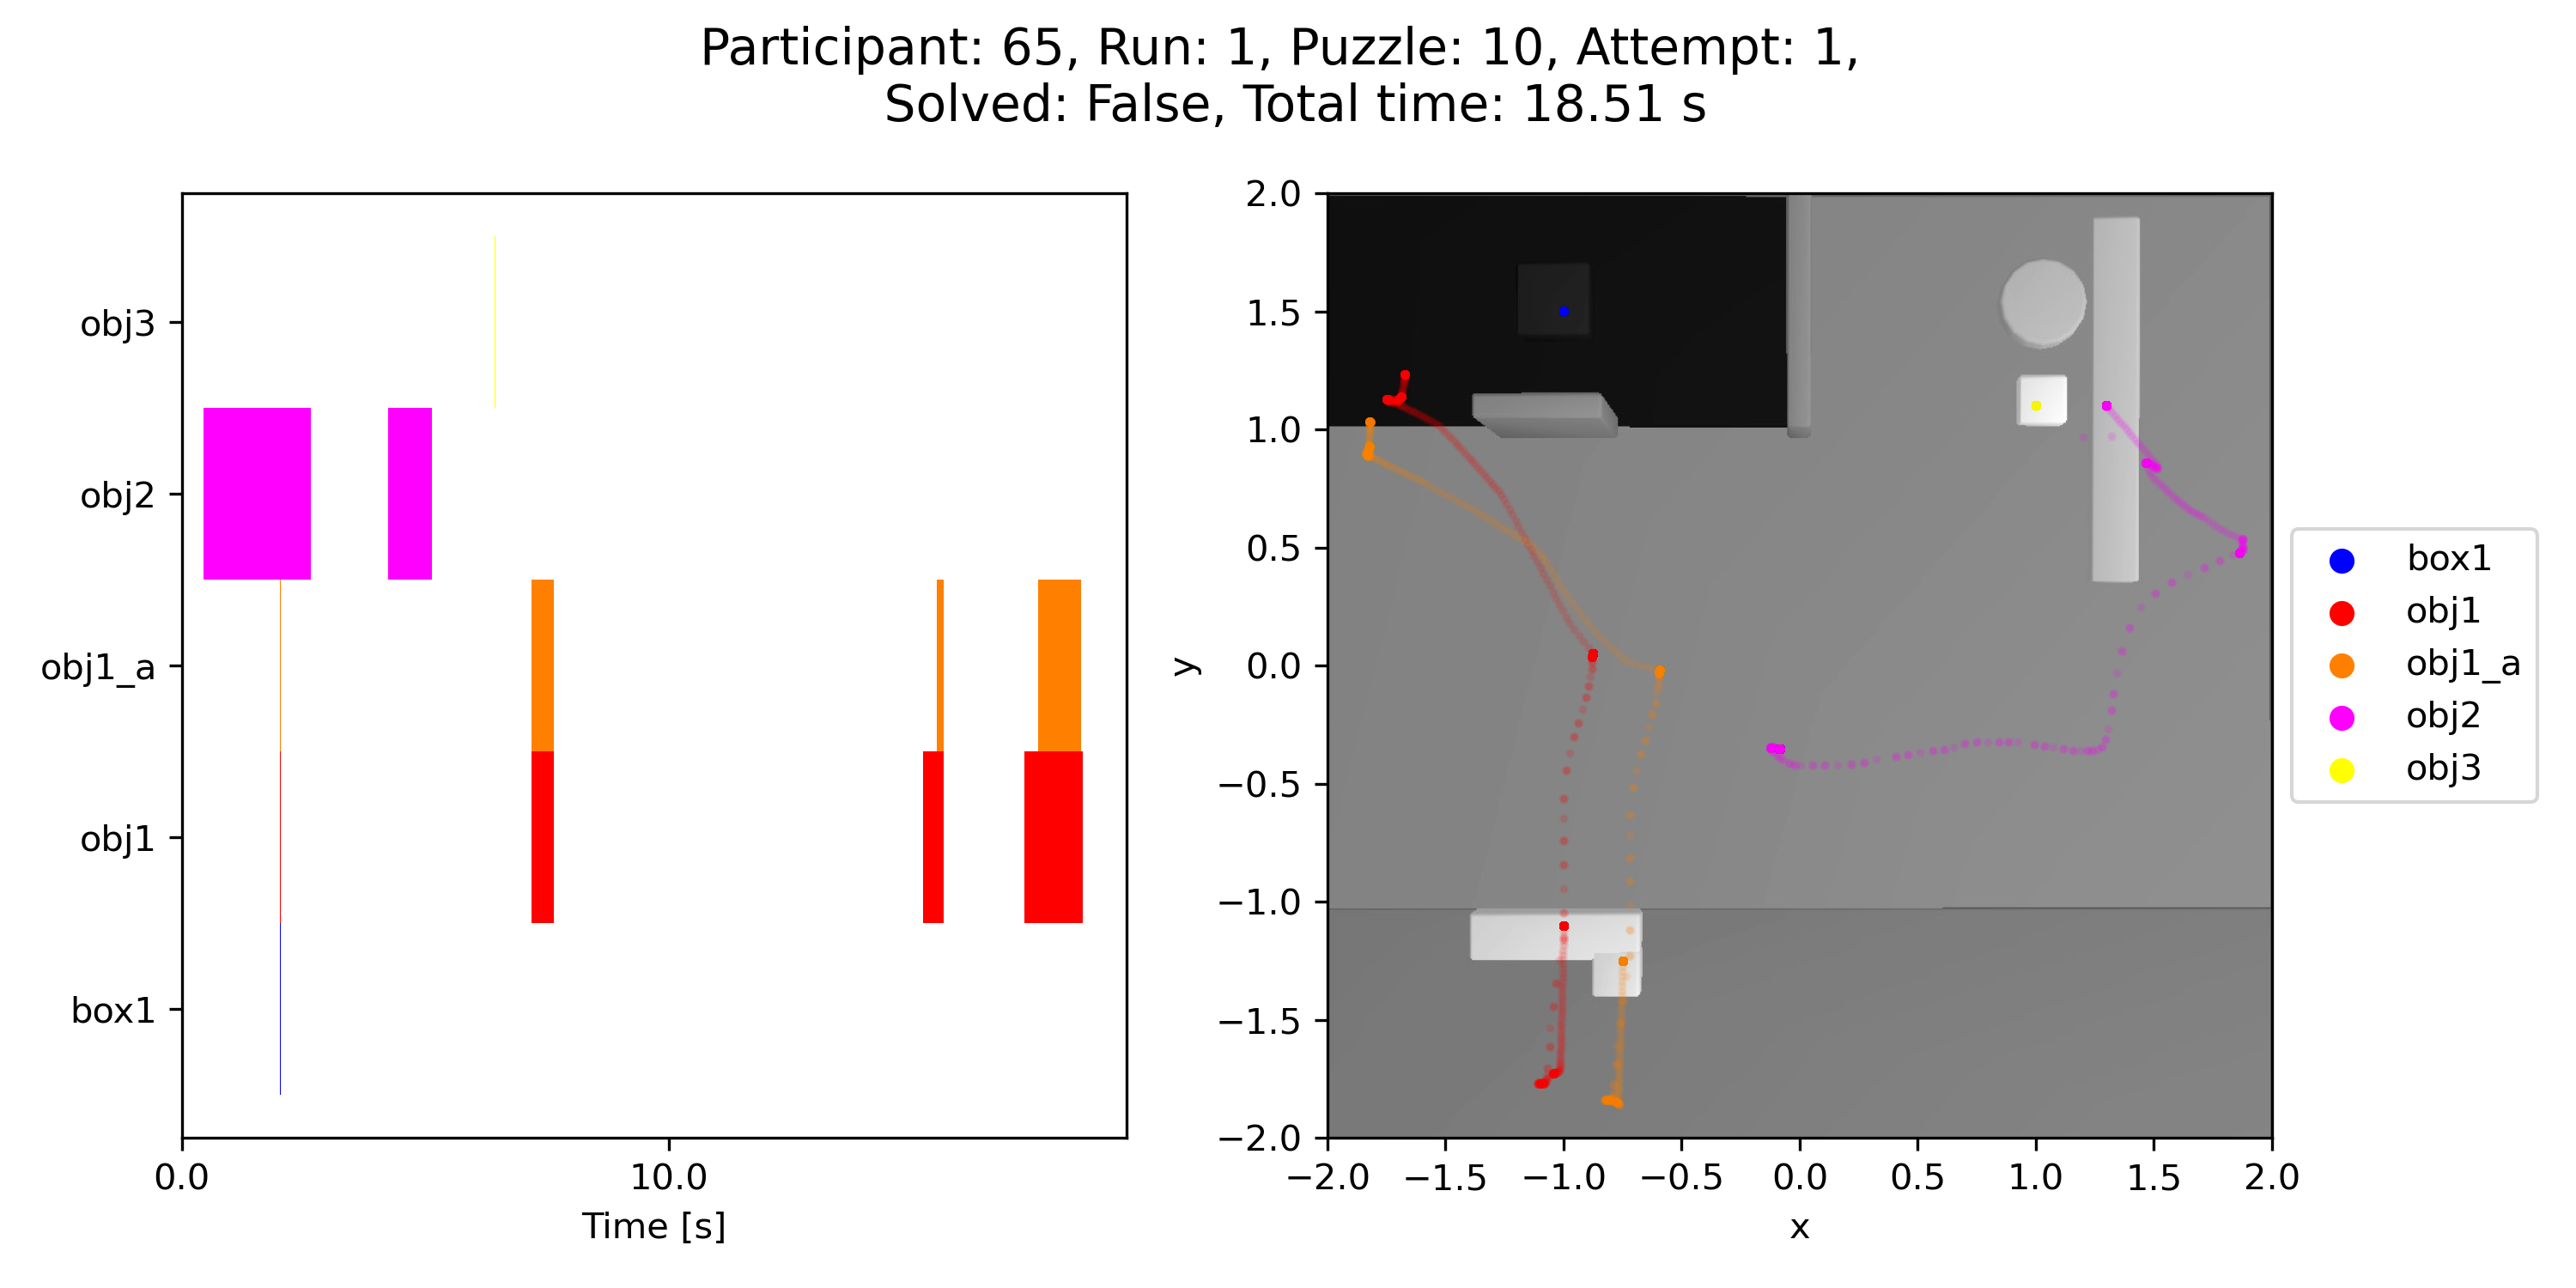 Participant: 65, Run: 1, Puzzle: 10, Attempt: 1,
Solved: False, Total time: 18.51 s
obj3
obj2
obj1_a
obj1
box1
0.0
10.0
Time [s]
2.0
1.5
1.0
0.5
0.0
−0.5
−1.0
−1.5
−2.0
y
−2.0
−1.5
−1.0
−0.5
0.0
0.5
1.0
1.5
2.0
x
box1
obj1
obj1_a
obj2
obj3